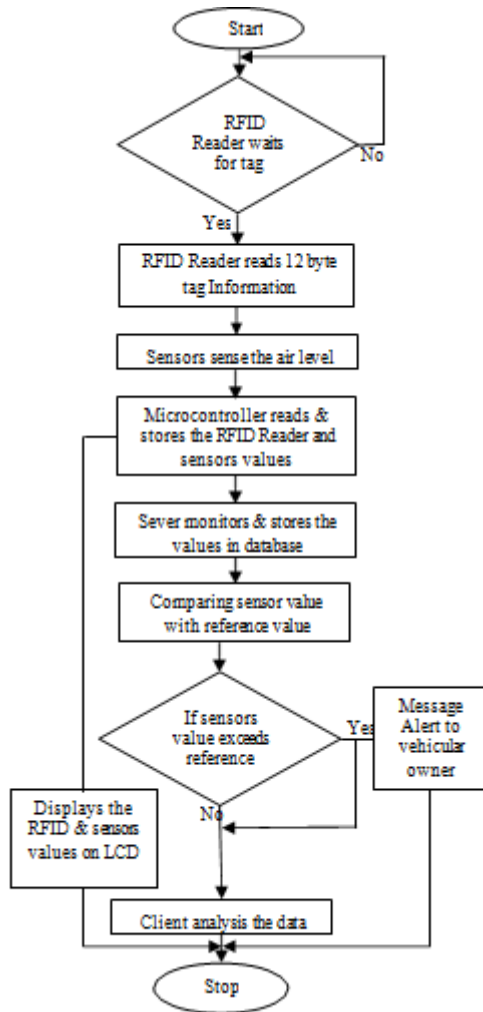 Start
RFID
Reader waits
for tag
No
Yes
RFID Reader reads 12 byte
tag Information
Sensors sense the air level
Microcontroller reads &
stores the RFID Reader and
sensors values
Sever monitors & stores the
values in database
Comparing sensor value
with reference value
If sensors
value exceeds
reference
Yes
Message
Alert to
vehicular
owner
No
Displays the
RFID & sensors
values on LCD
Client analysis the data
Stop